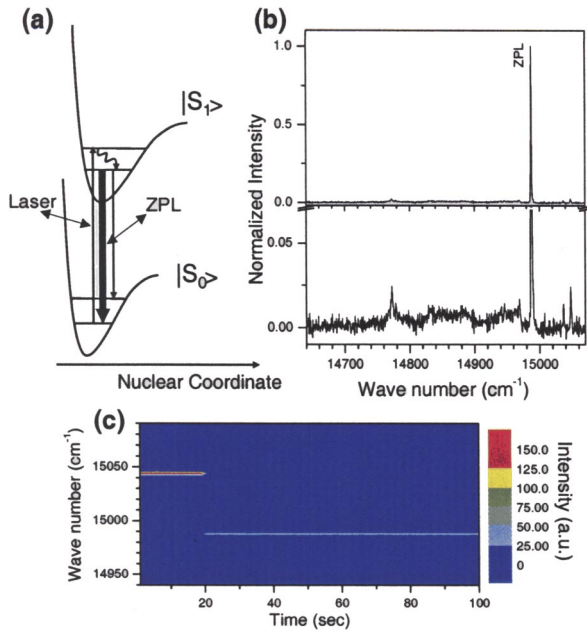 (a)
|S₁>
Laser
ZPL
|S₀>
Nuclear Coordinate
(b)
ZPL
1.0
0.5
0.0
0.05
0.00
Normalized Intensity
14700 14800 14900 15000
Wave number (cm⁻¹)
(c)
Wave number (cm⁻¹)
15050
15000
14950
0 20 40 60 80 100
Time (sec)
150.0
125.0
100.0
75.00
50.00
25.00
0
Intensity (a.u.)